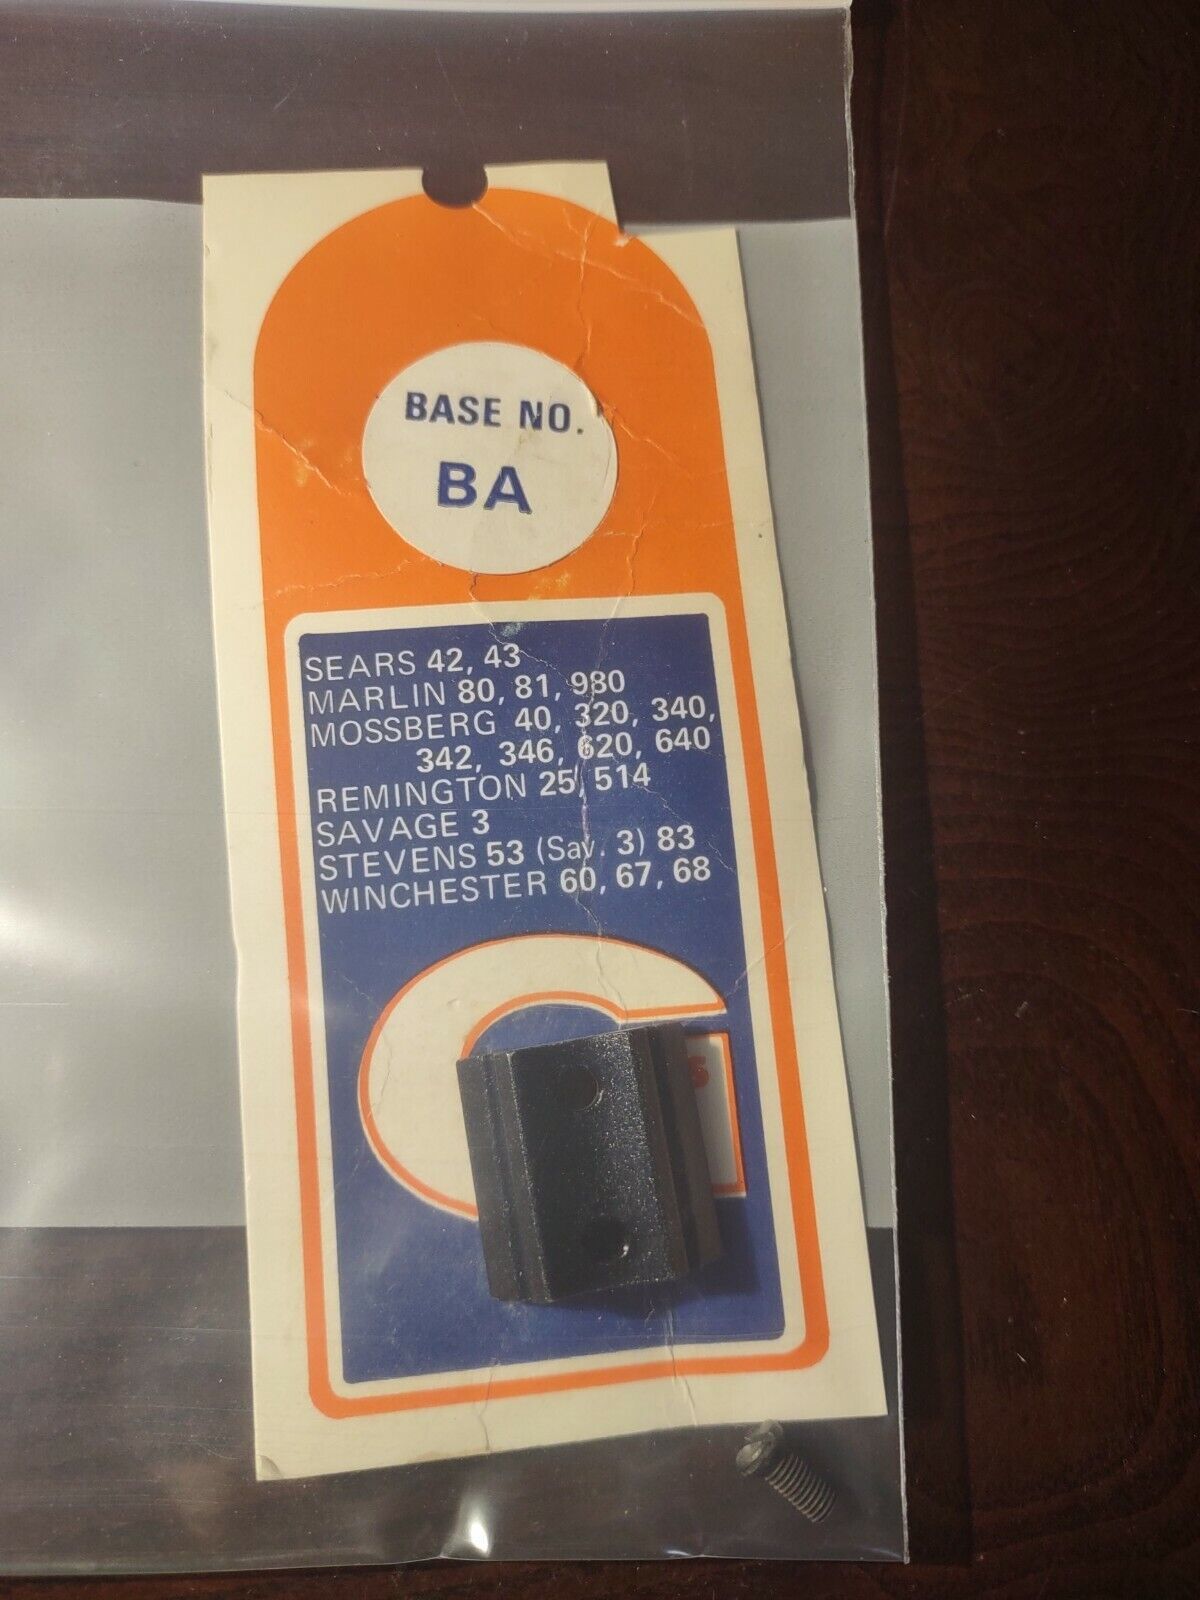 BASE NO.
BA
SEARS 42, 43
MARLIN 80, 81, 980
MOSSBERG 40, 320, 340,
342, 346, 620, 640
REMINGTON 25, 514
SAVAGE 3
STEVENS 53 (Sav. 3) 83
WINCHESTER 60, 67, 68